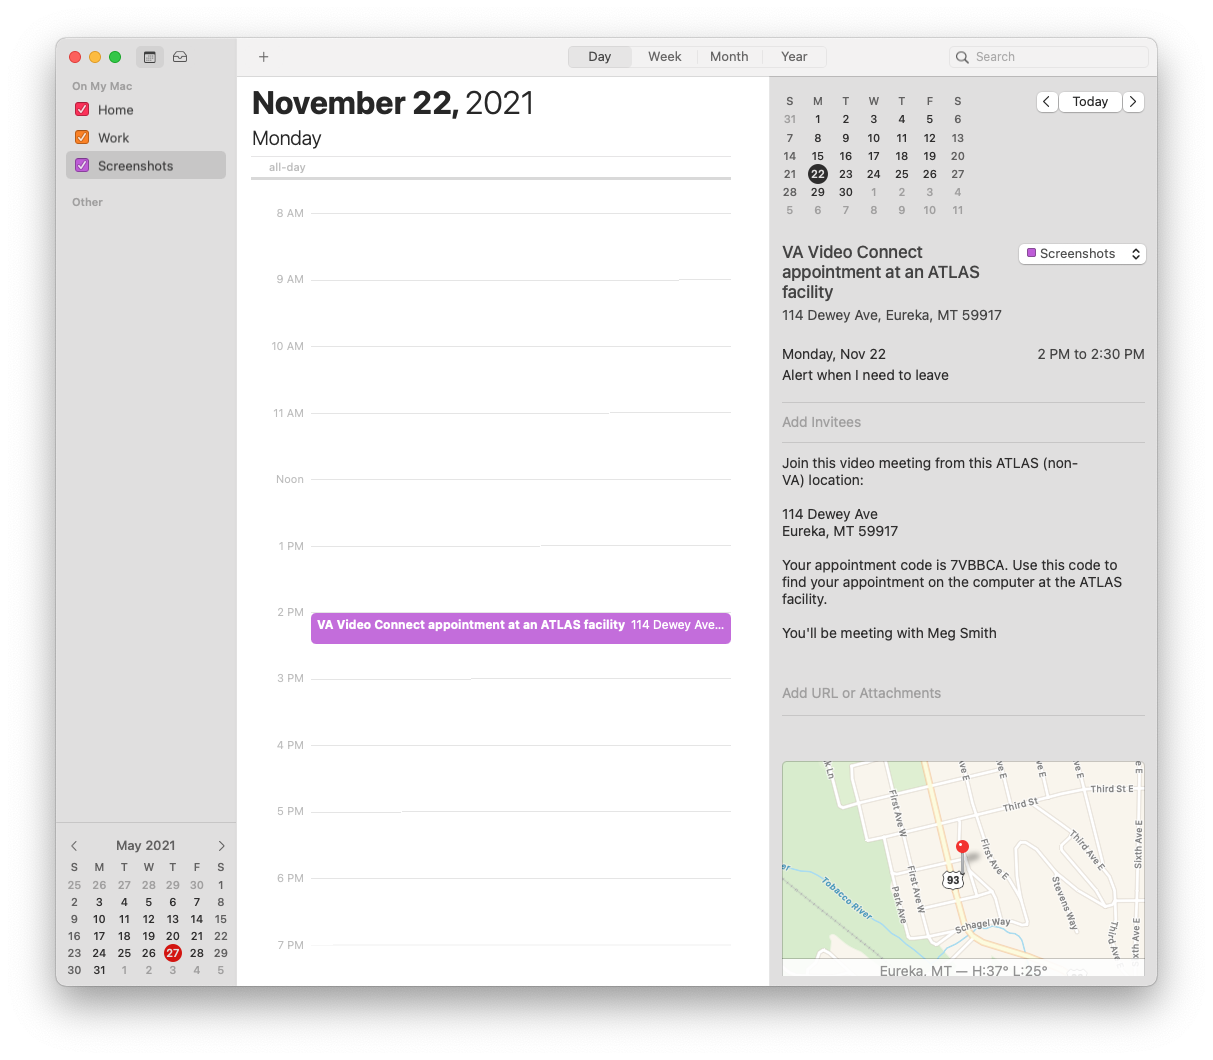 On My Mac
Home
Work
Screenshots
Other
May 2021
S M T W T F S
25 26 27 28 29 30 1
2 3 4 5 6 7 8
9 10 11 12 13 14 15
16 17 18 19 20 21 22
23 24 25 26 27 28 29
30 31 1 2 3 4 5
+
Day Week Month Year
Search
November 22, 2021
Monday
all-day
8 AM
9 AM
10 AM
11 AM
Noon
1 PM
2 PM
VA Video Connect appointment at an ATLAS facility 114 Dewey Ave...
3 PM
4 PM
5 PM
6 PM
7 PM
S M T W T F S
31 1 2 3 4 5 6
7 8 9 10 11 12 13
14 15 16 17 18 19 20
21 22 23 24 25 26 27
28 29 30 1 2 3 4
5 6 7 8 9 10 11
Today
VA Video Connect
appointment at an ATLAS
facility
Screenshots
114 Dewey Ave, Eureka, MT 59917
Monday, Nov 22 2 PM to 2:30 PM
Alert when I need to leave
Add Invitees
Join this video meeting from this ATLAS (non-
VA) location:
114 Dewey Ave
Eureka, MT 59917
Your appointment code is 7VBBCA. Use this code to
find your appointment on the computer at the ATLAS
facility.
You'll be meeting with Meg Smith
Add URL or Attachments
k Ln
ve E
ve E
ve E
ve E
e E
Third St E
Third St
First Ave W
First Ave E
Third Ave E
Sixth Ave E
93
First Ave W
Park Ave
Tobacco River
er
Stevens Way
Schagel Way
Third Ave
xth Ave E
Eureka, MT — H:37° L:25°